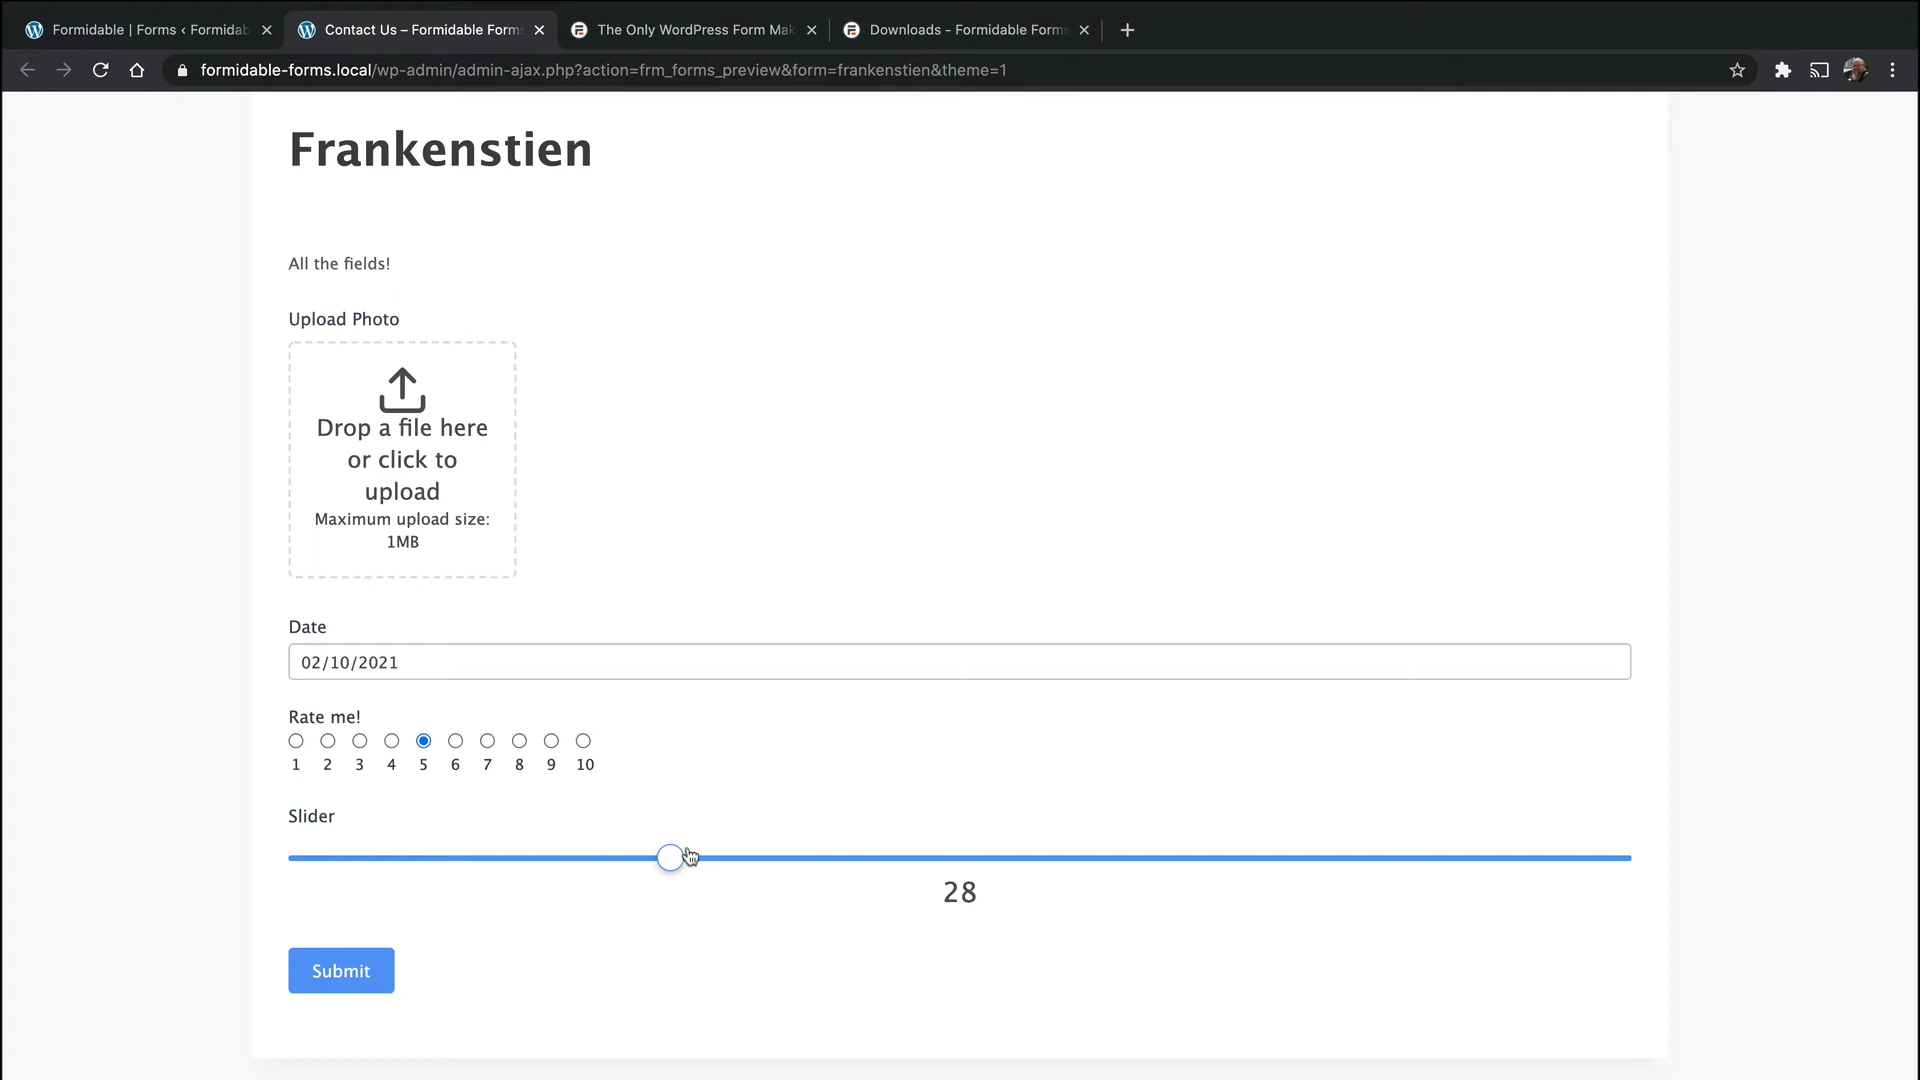 Formidable | Forms ‹ Formidab
Contact Us – Formidable Forms
The Only WordPress Form Mak
Downloads - Formidable Forms
formidable-forms.local/wp-admin/admin-ajax.php?action=frm_forms_preview&form=frankenstien&theme=1
Frankenstien
All the fields!
Upload Photo
Drop a file here
or click to
upload
Maximum upload size:
1MB
Date
02/10/2021
Rate me!
1 2 3 4 5 6 7 8 9 10
Slider
28
Submit